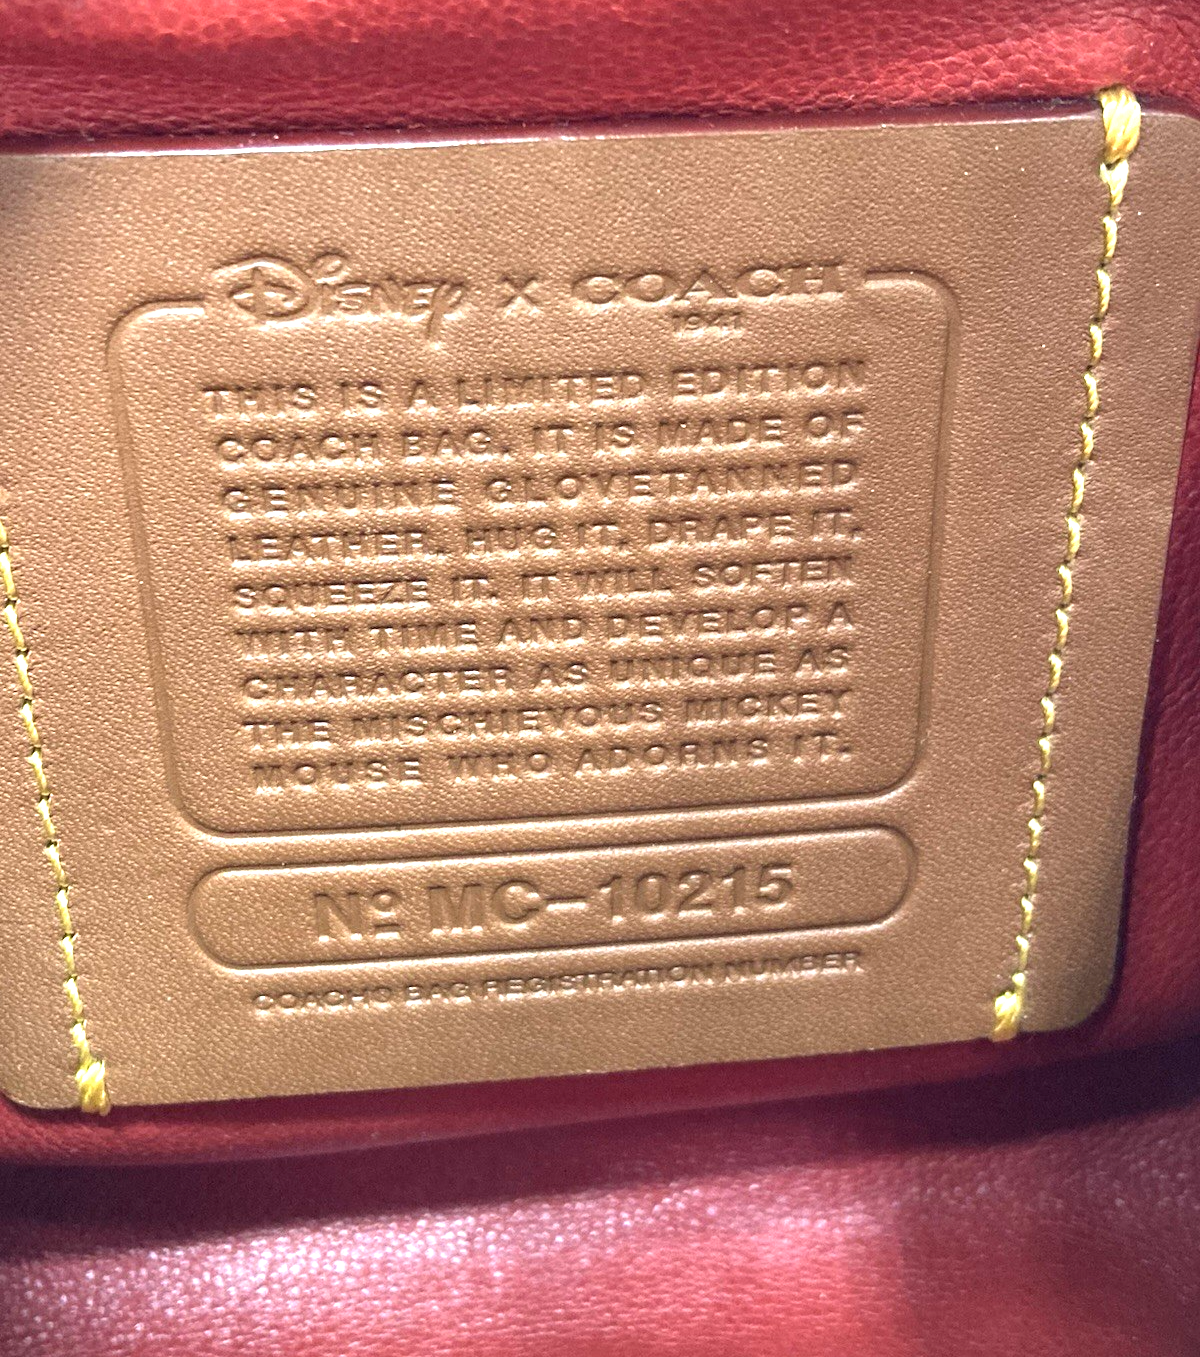 Disney X COACH
1941
THIS IS A LIMITED EDITION
COACH BAG. IT IS MADE OF
GENUINE GLOVETANNED
LEATHER. HUG IT. DRAPE IT.
SQUEEZE IT. IT WILL SOFTEN
WITH TIME AND DEVELOP A
CHARACTER AS UNIQUE AS
THE MISCHIEVOUS MICKEY
MOUSE WHO ADORNS IT.
Nº MC-10215
COACH® BAG REGISTRATION NUMBER